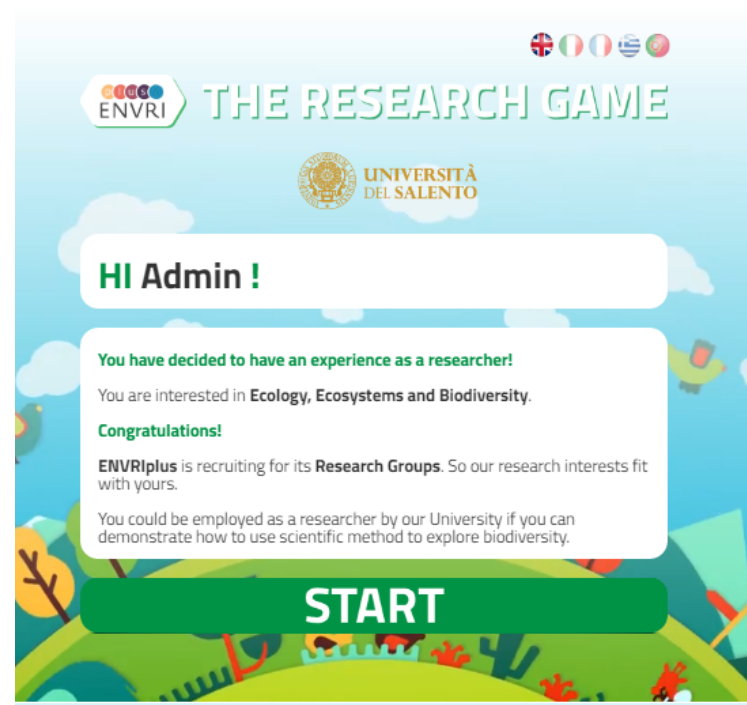 plus
ENVRI
THE RESEARCH GAME
UNIVERSITÀ
DEL SALENTO
HI Admin !
You have decided to have an experience as a researcher!
You are interested in Ecology, Ecosystems and Biodiversity.
Congratulations!
ENVRIplus is recruiting for its Research Groups. So our research interests fit
with yours.
You could be employed as a researcher by our University if you can
demonstrate how to use scientific method to explore biodiversity.
START